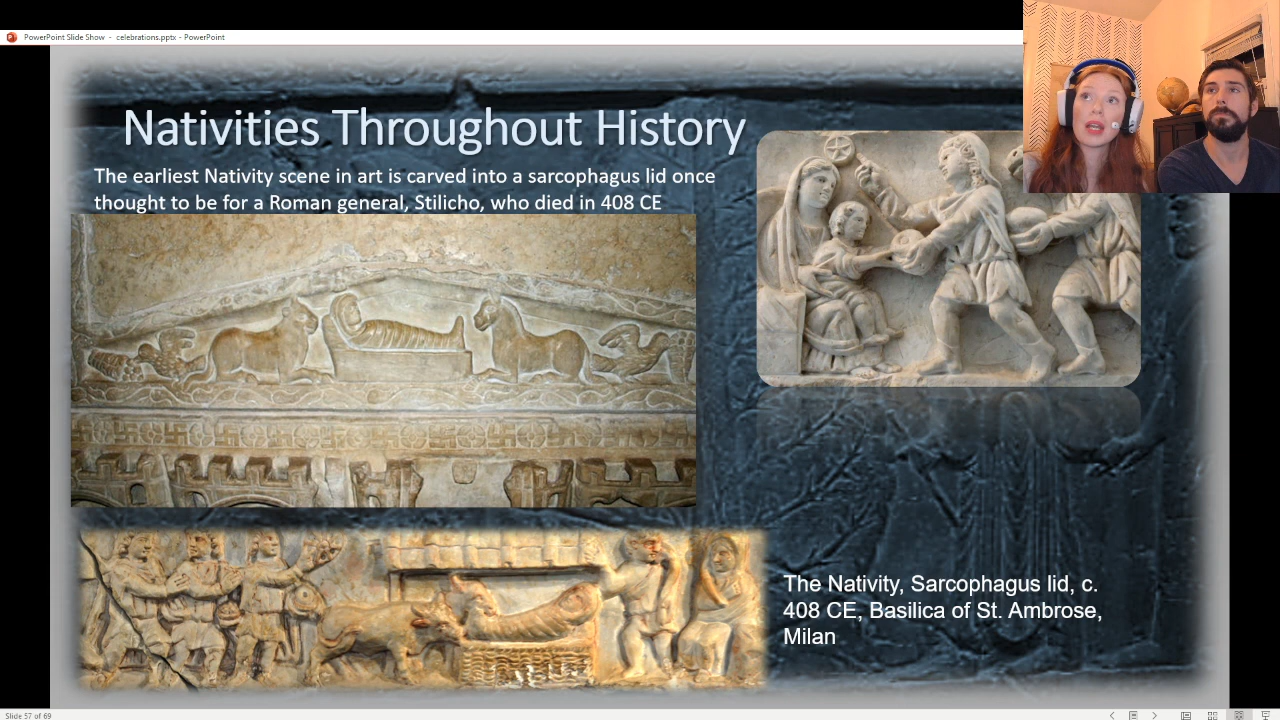 PowerPoint Slide Show - celebrations.pptx - PowerPoint
Nativities Throughout History
The earliest Nativity scene in art is carved into a sarcophagus lid once
thought to be for a Roman general, Stilicho, who died in 408 CE
The Nativity, Sarcophagus lid, c.
408 CE, Basilica of St. Ambrose,
Milan
Slide 57 of 69